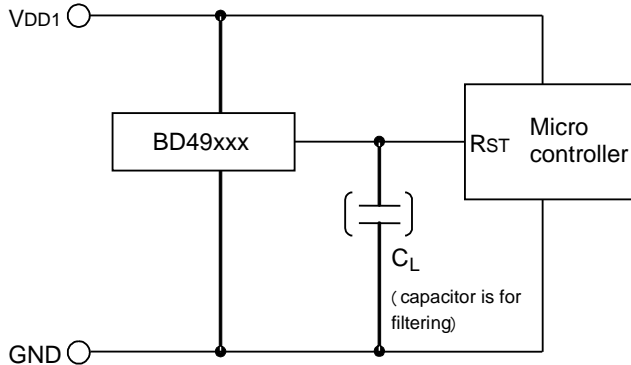 VDD1
BD49xxx
RST
Micro
controller
CL
( capacitor is for
filtering)
GND